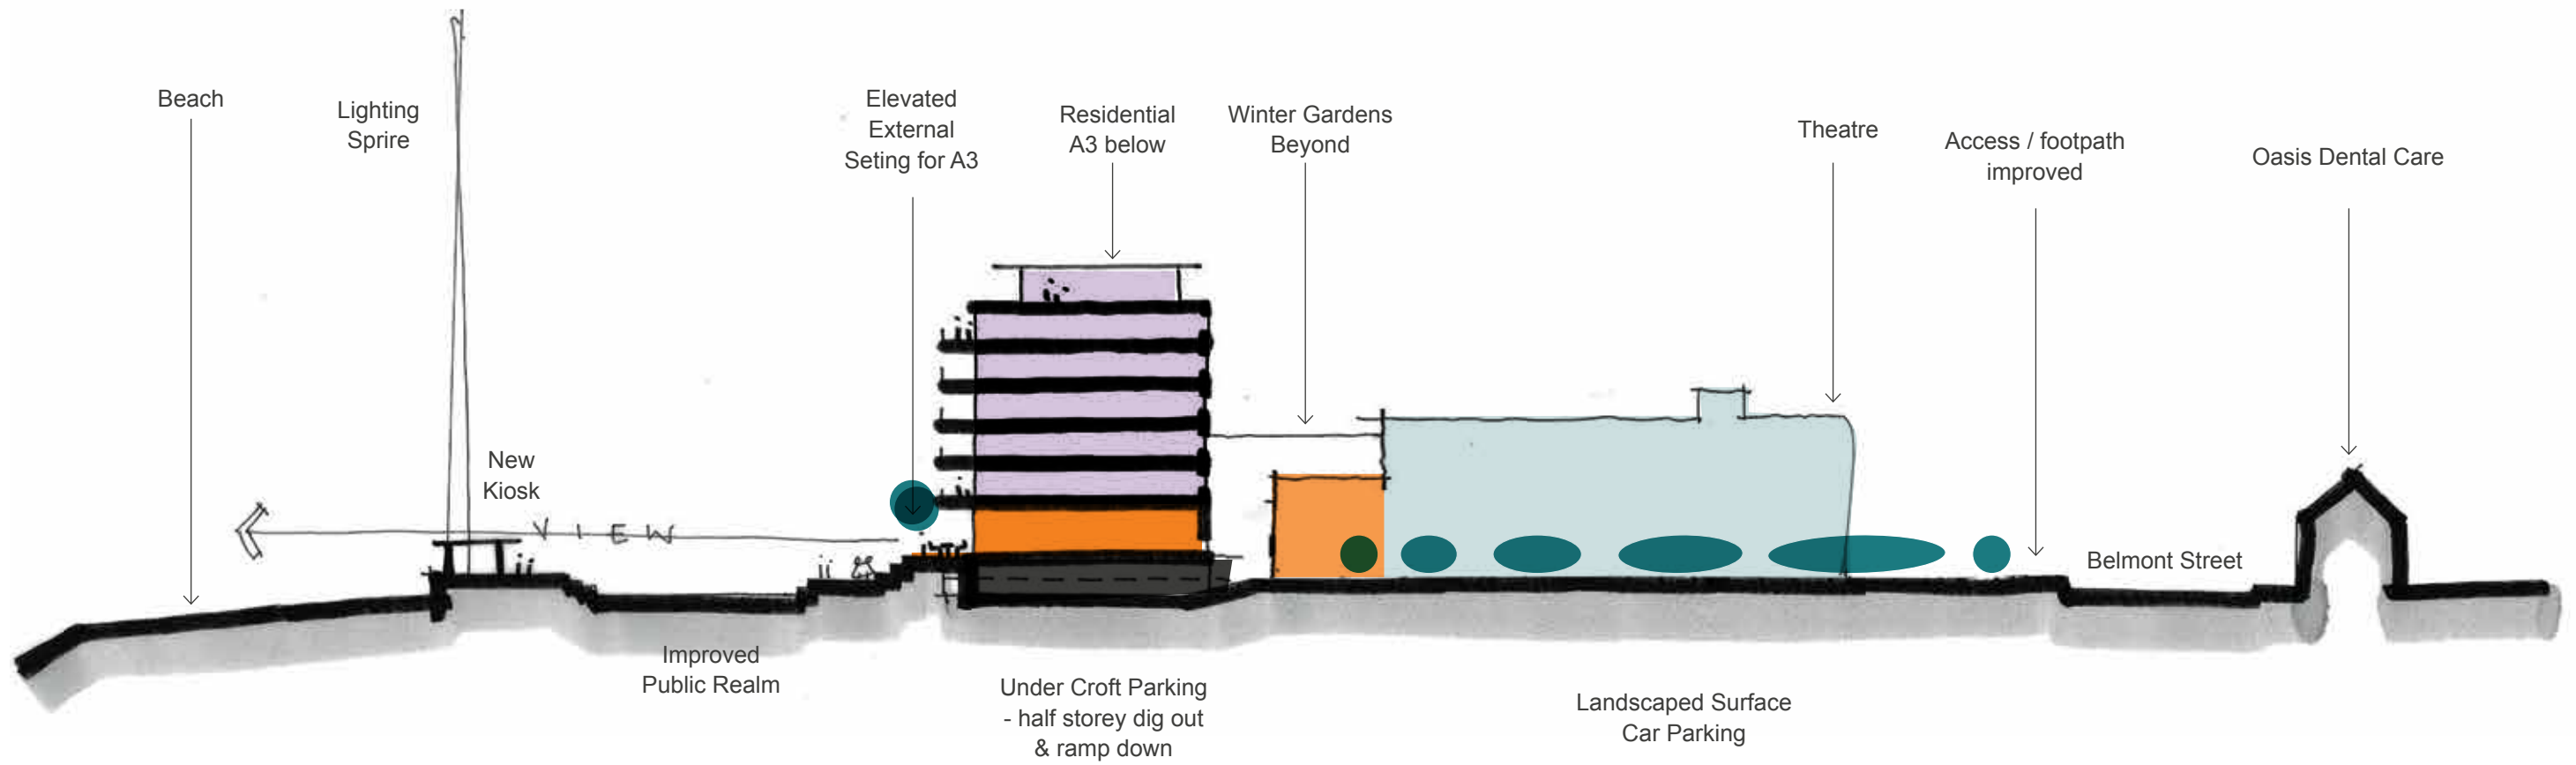 Beach
Lighting
Sprire
Elevated
External
Seting for A3
Residential
A3 below
Winter Gardens
Beyond
Theatre
Access / footpath
improved
Oasis Dental Care
New
Kiosk
VIEW
Belmont Street
Improved
Public Realm
Under Croft Parking
- half storey dig out
& ramp down
Landscaped Surface
Car Parking